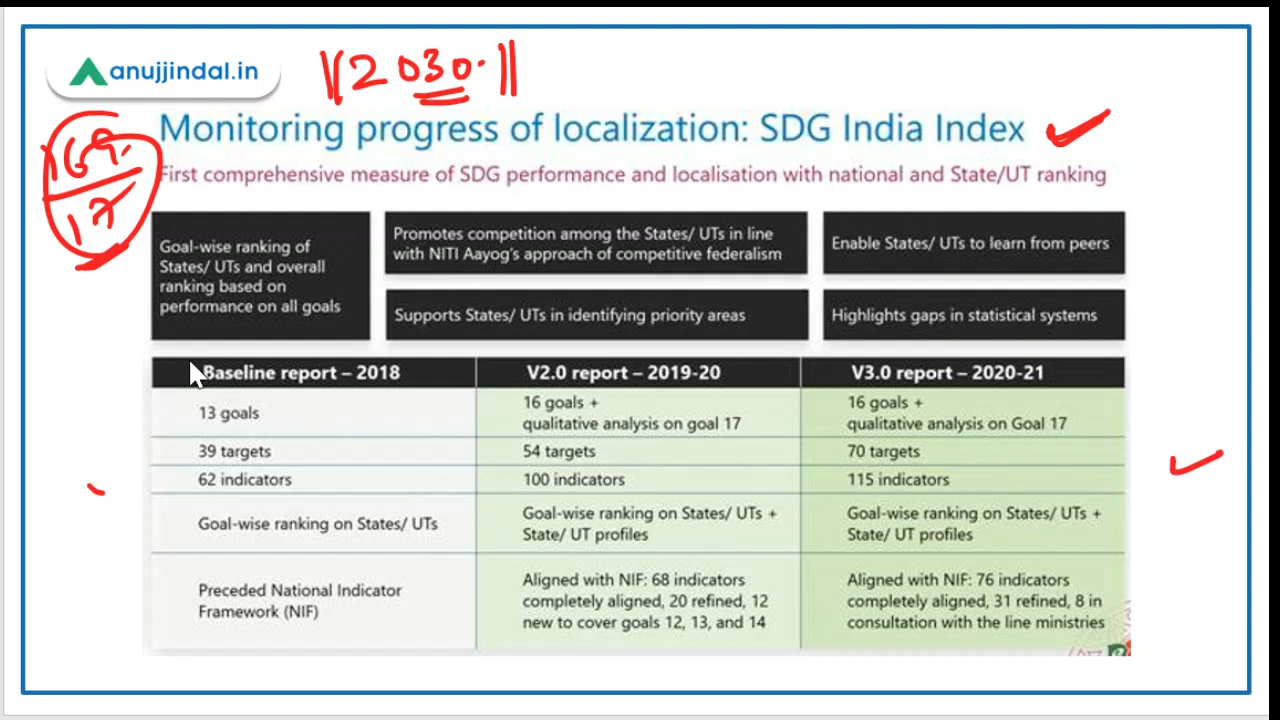 anujjindal.in
2030.
Monitoring progress of localization: SDG India Index
169.
17
First comprehensive measure of SDG performance and localisation with national and State/UT ranking
Goal-wise ranking of
States/ UTs and overall
ranking based on
performance on all goals
Promotes competition among the States/ UTs in line
with NITI Aayog's approach of competitive federalism
Enable States/ UTs to learn from peers
Supports States/ UTs in identifying priority areas
Highlights gaps in statistical systems
Baseline report – 2018
V2.0 report – 2019-20
V3.0 report – 2020-21
13 goals
16 goals +
qualitative analysis on goal 17
16 goals +
qualitative analysis on Goal 17
39 targets
54 targets
70 targets
62 indicators
100 indicators
115 indicators
Goal-wise ranking on States/ UTs
Goal-wise ranking on States/ UTs +
State/ UT profiles
Goal-wise ranking on States/ UTs +
State/ UT profiles
Preceded National Indicator
Framework (NIF)
Aligned with NIF: 68 indicators
completely aligned, 20 refined, 12
new to cover goals 12, 13, and 14
Aligned with NIF: 76 indicators
completely aligned, 31 refined, 8 in
consultation with the line ministries